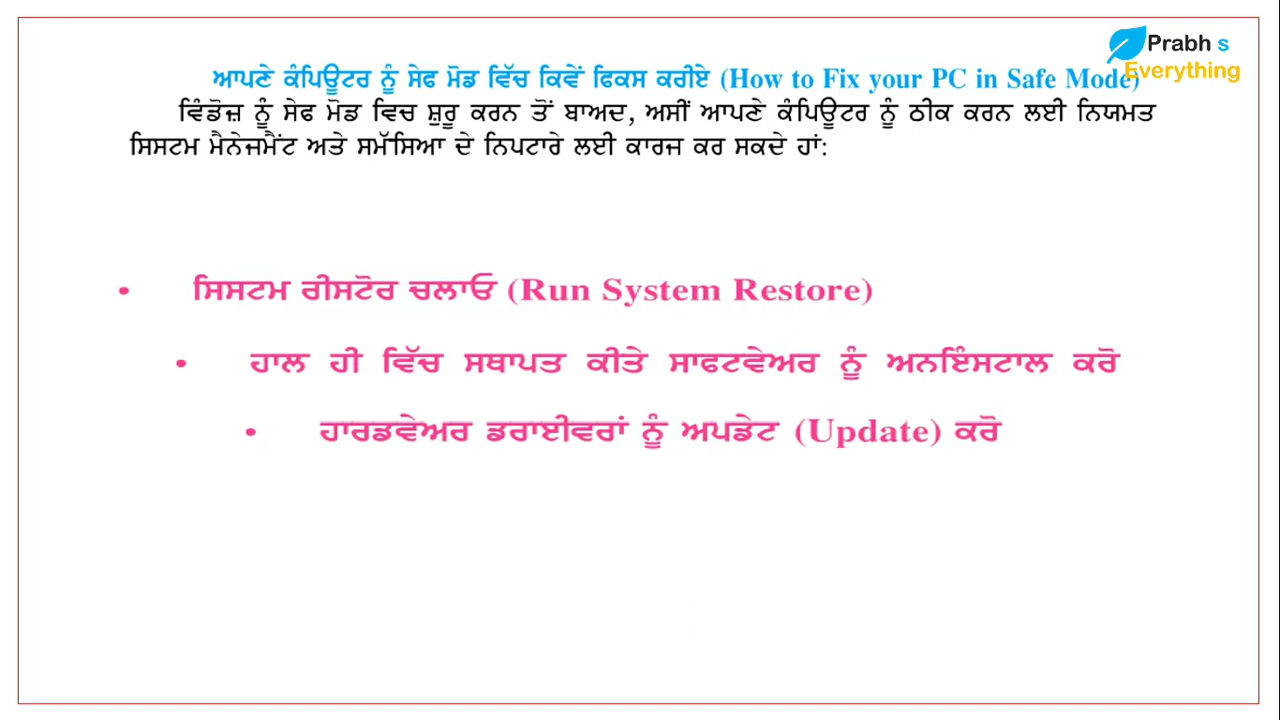 Prabh s
Everything
ਆਪਣੇ ਕੰਪਿਊਟਰ ਨੂੰ ਸੇਫ ਮੋਡ ਵਿੱਚ ਕਿਵੇਂ ਫਿਕਸ ਕਰੀਏ (How to Fix your PC in Safe Mode)
ਵਿੰਡੋਜ਼ ਨੂੰ ਸੇਫ ਮੋਡ ਵਿਚ ਸ਼ੁਰੂ ਕਰਨ ਤੋਂ ਬਾਅਦ, ਅਸੀਂ ਆਪਣੇ ਕੰਪਿਊਟਰ ਨੂੰ ਠੀਕ ਕਰਨ ਲਈ ਨਿਯਮਤ
ਸਿਸਟਮ ਮੈਨੇਜਮੈਂਟ ਅਤੇ ਸਮੱਸਿਆ ਦੇ ਨਿਪਟਾਰੇ ਲਈ ਕਾਰਜ ਕਰ ਸਕਦੇ ਹਾਂ:
• ਸਿਸਟਮ ਰੀਸਟੋਰ ਚਲਾਓ (Run System Restore)
• ਹਾਲ ਹੀ ਵਿੱਚ ਸਥਾਪਤ ਕੀਤੇ ਸਾਫਟਵੇਅਰ ਨੂੰ ਅਨਇੰਸਟਾਲ ਕਰੋ
• ਹਾਰਡਵੇਅਰ ਡਰਾਈਵਰਾਂ ਨੂੰ ਅਪਡੇਟ (Update) ਕਰੋ